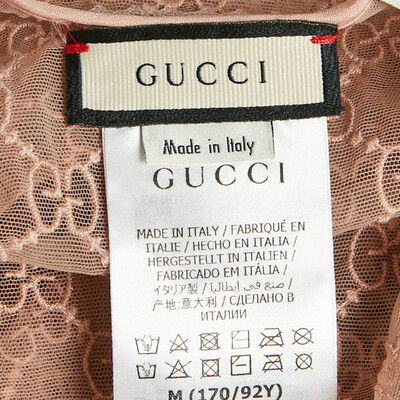 GUCCI
Made in Italy
GUCCI
MADE IN ITALY / FABRIQUÉ EN
ITALIE / HECHO EN ITALIA /
HERGESTELLT IN ITALIEN /
FABRICADO EM ITÁLIA /
イタリア製 / صنع في إيطاليا /
产地:意大利 / СДЕЛАНО В
ИТАЛИИ
M (170/92Y)